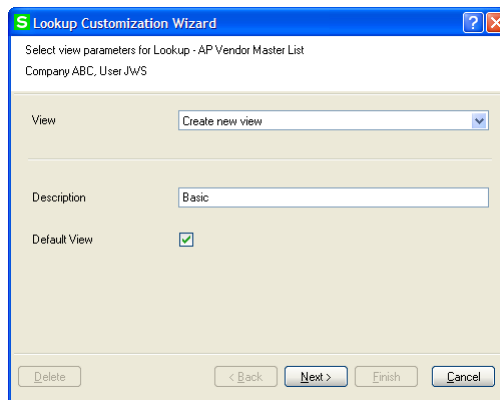 S Lookup Customization Wizard ?
Select view parameters for Lookup - AP Vendor Master List
Company ABC, User JWS
View Create new view
Description Basic
Default View
Delete < Back Next > Finish Cancel